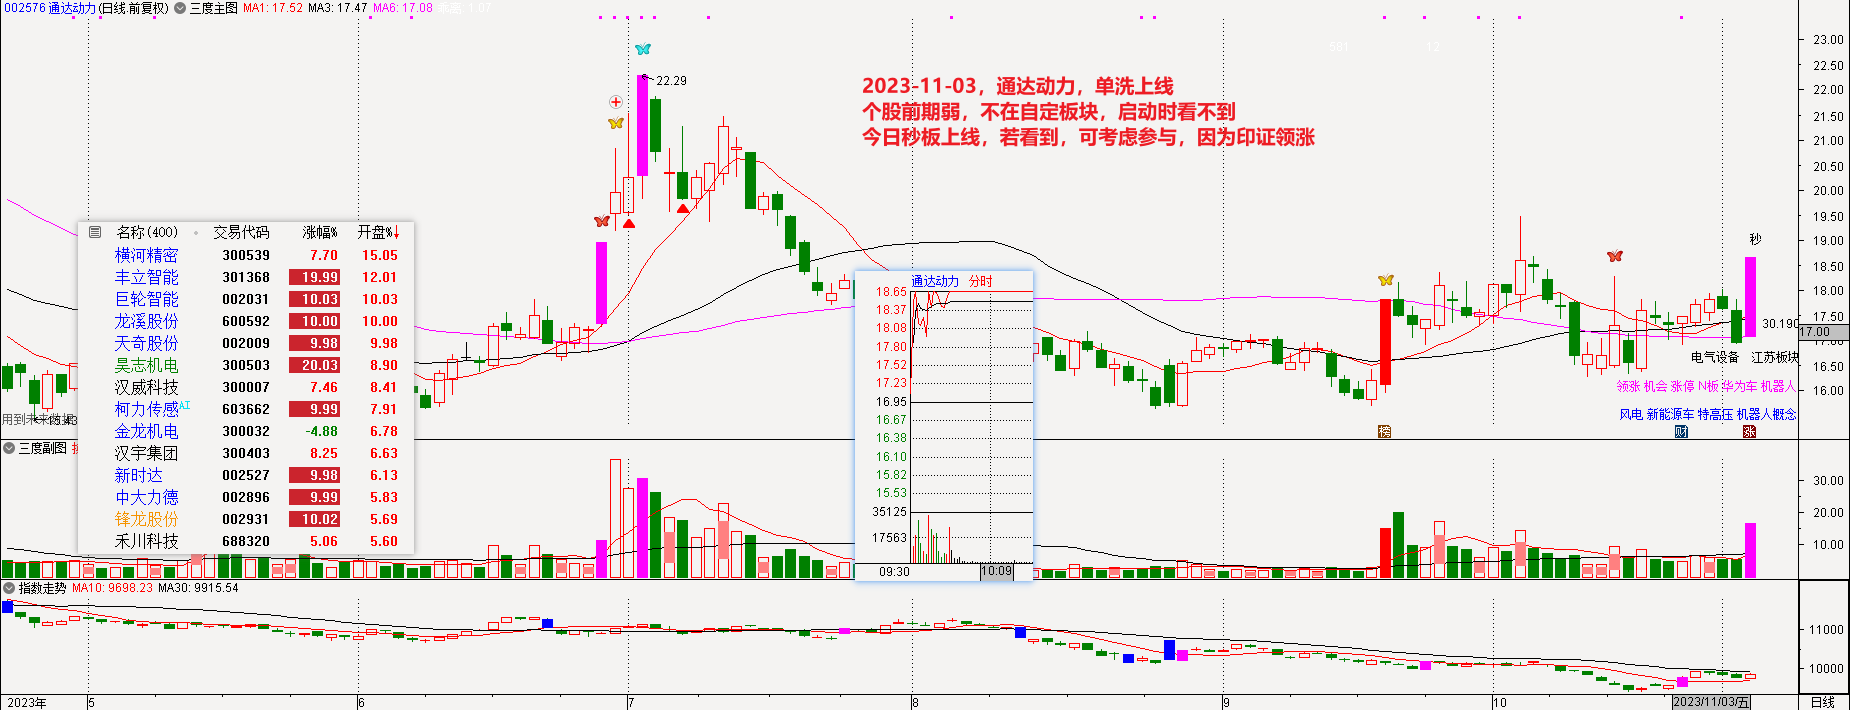 002576 通达动力(日线.前复权) 三度主图 MA1: 17.52 MA3: 17.47 MA6: 17.08
23.00
22.50
22.00
21.50
21.00
20.50
20.00
19.50
19.00
18.50
18.00
17.50
17.00
16.50
16.00
22.29
2023-11-03，通达动力，单洗上线
个股前期弱，不在自定板块，启动时看不到
今日秒板上线，若看到，可考虑参与，因为印证领涨
名称(400) 交易代码 涨幅% 开盘%↓
横河精密 300539 7.70 15.05
丰立智能 301368 19.99 12.01
巨轮智能 002031 10.03 10.03
龙溪股份 600592 10.00 10.00
天奇股份 002009 9.98 9.98
昊志机电 300503 20.03 8.90
汉威科技 300007 7.46 8.41
柯力传感 AI 603662 9.99 7.91
金龙机电 300032 -4.88 6.78
汉宇集团 300403 8.25 6.63
新时达 002527 9.98 6.13
中大力德 002896 9.99 5.83
锋龙股份 002931 10.02 5.69
禾川科技 688320 5.06 5.60
通达动力 分时
18.65
18.37
18.08
17.80
17.52
17.23
16.95
16.67
16.38
16.10
15.82
15.53
35125
17563
09:30 10:09
秒
30.190
17.00
电气设备 江苏板块
领涨 机会 涨停 N板 华为车 机器人
风电 新能源车 特高压 机器人概念
榜 财 涨
用到未来数据
三度副图
30.00
20.00
10.00
指数走势 MA10: 9698.23 MA30: 9915.54
11000
10000
2023年 5 6 7 8 9 10 2023/11/03/五 日线